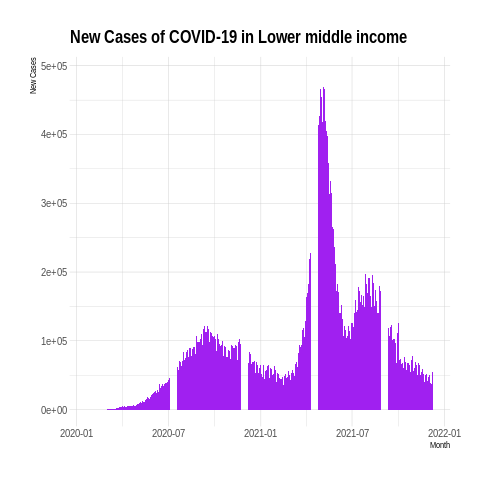 New Cases of COVID-19 in Lower middle income
New Cases
5e+05
4e+05
3e+05
2e+05
1e+05
0e+00
2020-01 2020-07 2021-01 2021-07 2022-01
Month